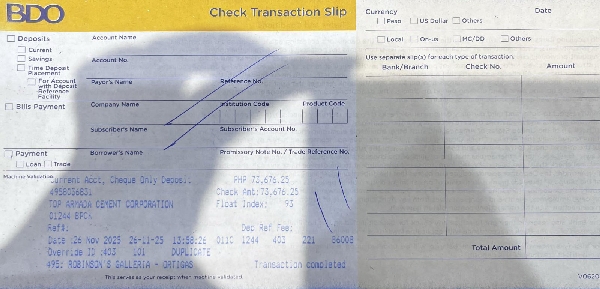 BDO
Check Transaction Slip
Deposits
Current
Savings
Time Deposit Placement
For Account with Deposit Reference Facility
Bills Payment
Payment
Loan Trade
Account Name
Account No.
Payor's Name Reference No.
Company Name Institution Code Product Code
Subscriber's Name Subscriber's Account No.
Borrower's Name Promissory Note No. / Trade Reference No.
Machine Validation
Current Acct, Cheque Only Deposit PHP 73,676.25
Check Amt: 73,676.25
TOP ARMADA CEMENT CORPORATION Float Index: 93
Ref#: Dep Ref Fee:
Date :26 Nov 2025 26-11-25 13:58:26 1244 403 221
Override ID :403 101 DUPLICATE
495: ROBINSON'S GALLERIA - ORTIGAS Transaction completed
This serves as your receipt when machine validated
Currency Date
Peso US Dollar Others
Local On-us MC/DD Others
Use separate slip(s) for each type of transaction.
Bank/Branch Check No. Amount
Total Amount